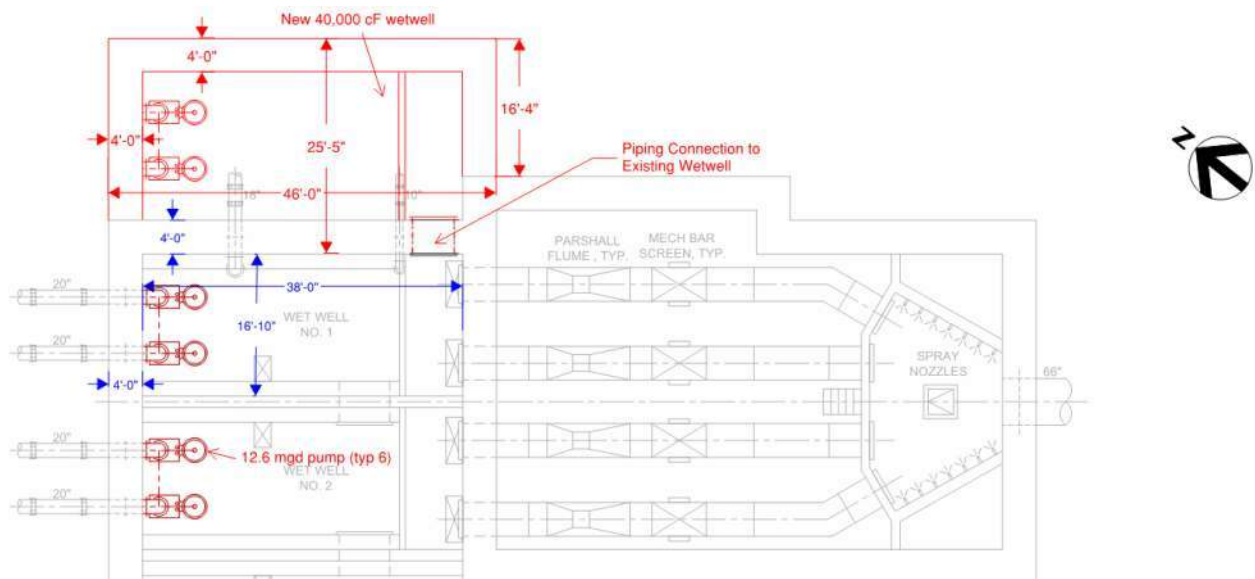 New 40,000 cF wetwell
4'-0"
16'-4"
4'-0"
25'-5"
Piping Connection to
Existing Wetwell
18"
46'-0"
10"
4'-0"
PARSHALL
FLUME , TYP.
MECH BAR
SCREEN, TYP.
20"
38'-0"
WET WELL
NO. 1
16'-10"
20"
4'-0"
SPRAY
NOZZLES
66"
20"
12.6 mgd pump (typ 6)
WET WELL
NO. 2
20"
Z